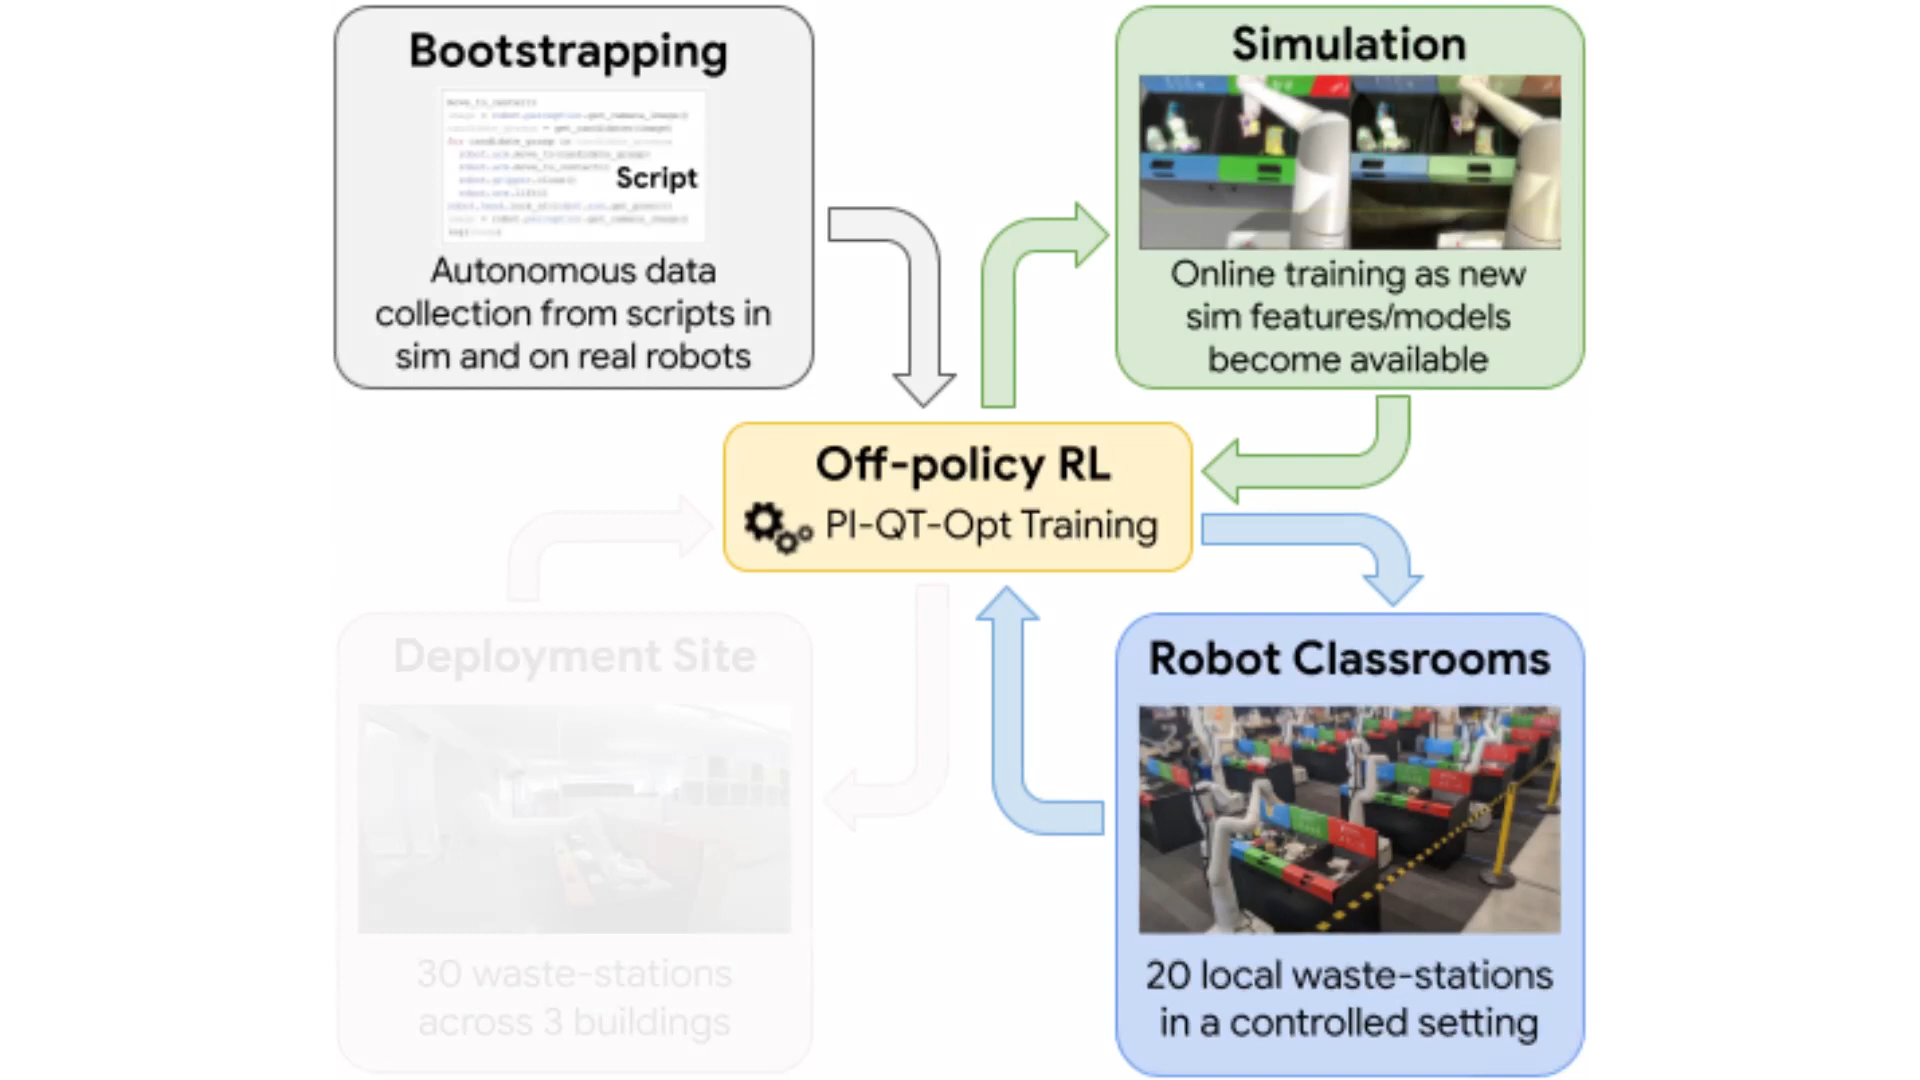 Bootstrapping
Script
Autonomous data
collection from scripts in
sim and on real robots
Simulation
Online training as new
sim features/models
become available
Off-policy RL
PI-QT-Opt Training
Deployment Site
30 waste-stations
across 3 buildings
Robot Classrooms
20 local waste-stations
in a controlled setting